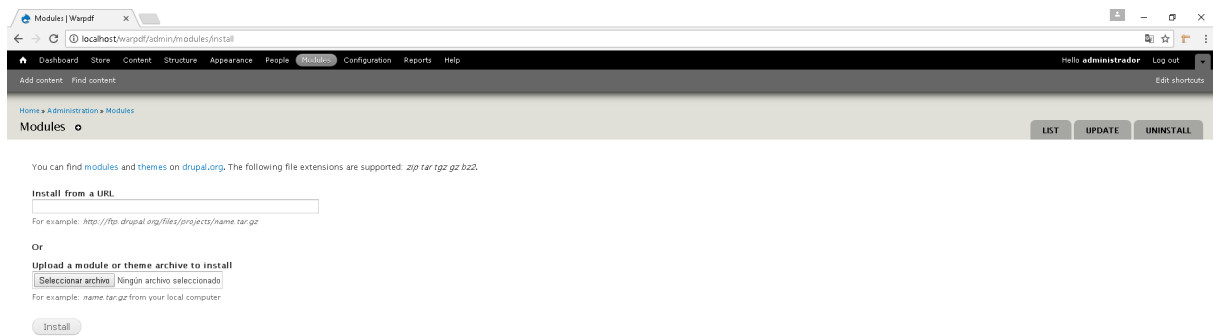 Modules | Warpdf
localhost/warpdf/admin/modules/install
Dashboard Store Content Structure Appearance People Modules Configuration Reports Help Hello administrador Log out
Add content Find content Edit shortcuts
Home » Administration » Modules
Modules LIST UPDATE UNINSTALL
You can find modules and themes on drupal.org. The following file extensions are supported: zip tar tgz gz bz2.
Install from a URL
For example: http://ftp.drupal.org/files/projects/name.tar.gz
Or
Upload a module or theme archive to install
Seleccionar archivo Ningún archivo seleccionado
For example: name.tar.gz from your local computer
Install